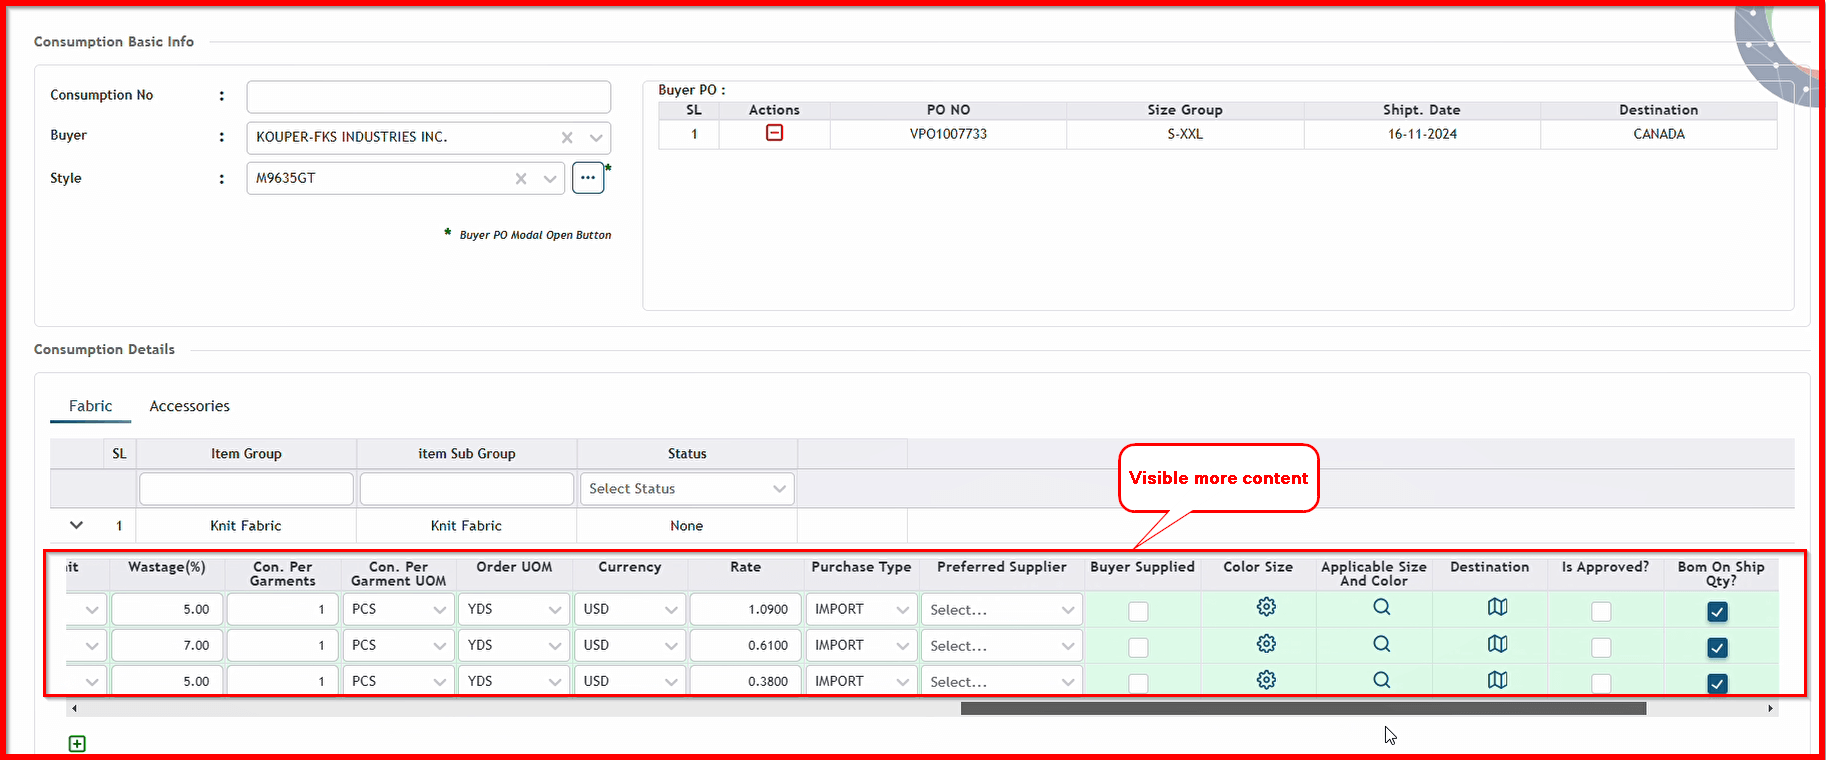 Consumption Basic Info
Consumption No :
Buyer : KOUPER-FKS INDUSTRIES INC.
Style : M9635GT ... *
* Buyer PO Modal Open Button
Buyer PO :
SL Actions PO NO Size Group Shipt. Date Destination
1 VPO1007733 S-XXL 16-11-2024 CANADA
Consumption Details
Fabric Accessories
SL Item Group item Sub Group Status
Select Status
1 Knit Fabric Knit Fabric None
Visible more content
Wastage(%) Con. Per Garments Con. Per Garment UOM Order UOM Currency Rate Purchase Type Preferred Supplier Buyer Supplied Color Size Applicable Size And Color Destination Is Approved? Bom On Ship Qty?
5.00 1 PCS YDS USD 1.0900 IMPORT Select...
7.00 1 PCS YDS USD 0.6100 IMPORT Select...
5.00 1 PCS YDS USD 0.3800 IMPORT Select...